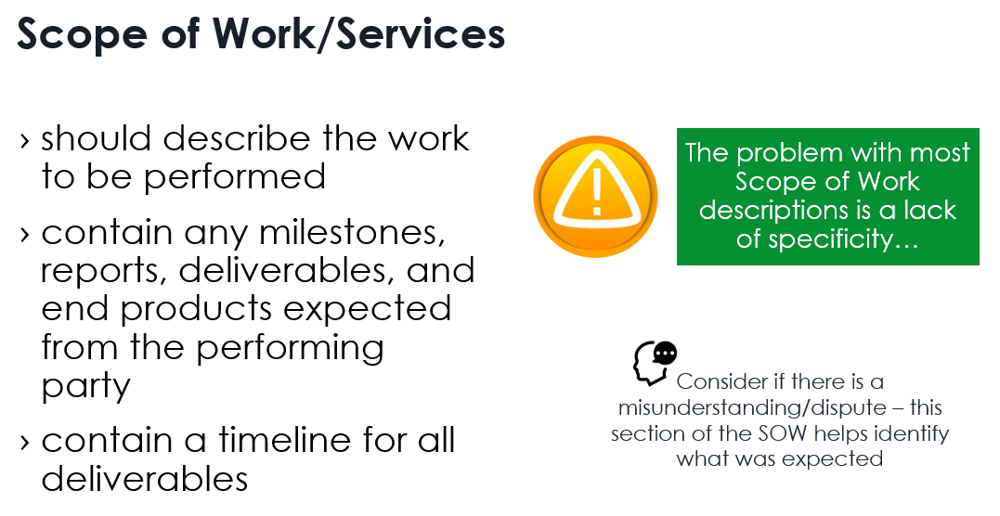 Scope of Work/Services
› should describe the work
to be performed
› contain any milestones,
reports, deliverables, and
end products expected
from the performing
party
› contain a timeline for all
deliverables
The problem with most
Scope of Work
descriptions is a lack
of specificity…
Consider if there is a
misunderstanding/dispute – this
section of the SOW helps identify
what was expected